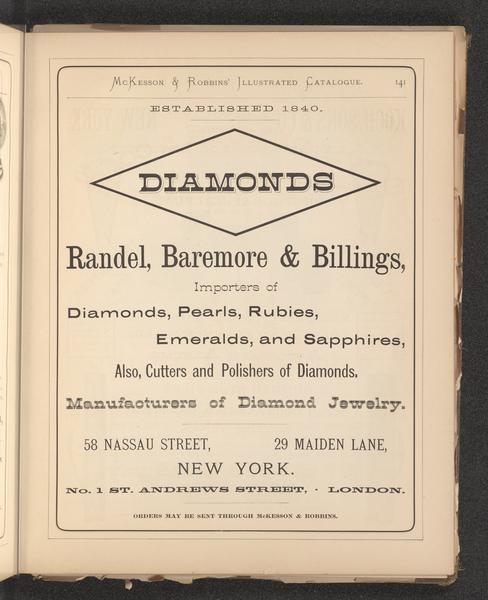 McKesson & Robbins' Illustrated Catalogue. 141
ESTABLISHED 1840.
DIAMONDS
Randel, Baremore & Billings,
Importers of
Diamonds, Pearls, Rubies,
Emeralds, and Sapphires,
Also, Cutters and Polishers of Diamonds.
Manufacturers of Diamond Jewelry.
58 NASSAU STREET, 29 MAIDEN LANE,
NEW YORK.
No. 1 ST. ANDREWS STREET, · LONDON.
ORDERS MAY BE SENT THROUGH McKESSON & ROBBINS.